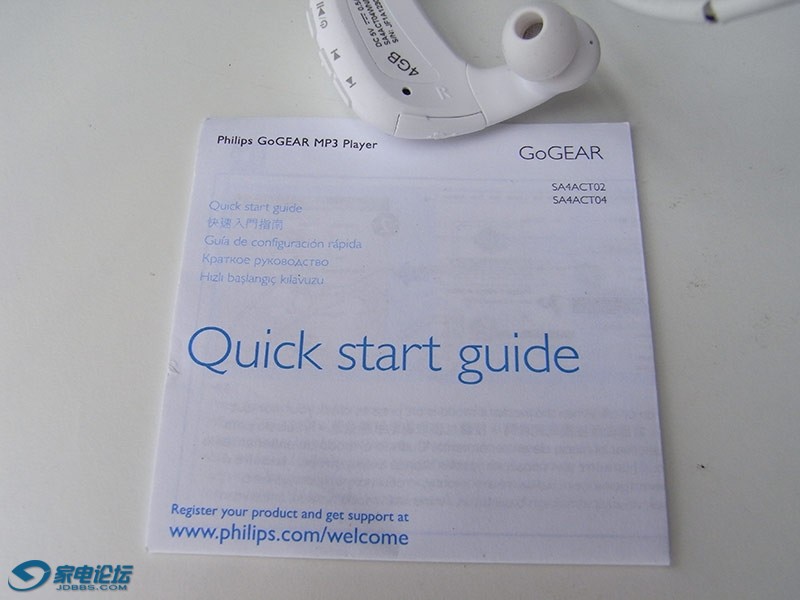 4GB
DC 5V
Philips GoGEAR MP3 Player
GoGEAR
SA4ACT02
SA4ACT04
Quick start guide
快速入門指南
Guía de configuración rápida
Краткое руководство
Hızlı başlangıç kılavuzu
Quick start guide
Register your product and get support at
www.philips.com/welcome
家电论坛
JDBBS.COM